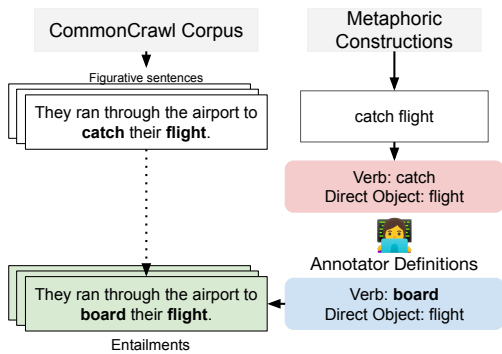 CommonCrawl Corpus
Figurative sentences
They ran through the airport to
catch their flight.
They ran through the airport to
board their flight.
Entailments
Metaphoric
Constructions
catch flight
Verb: catch
Direct Object: flight
Annotator Definitions
Verb: board
Direct Object: flight